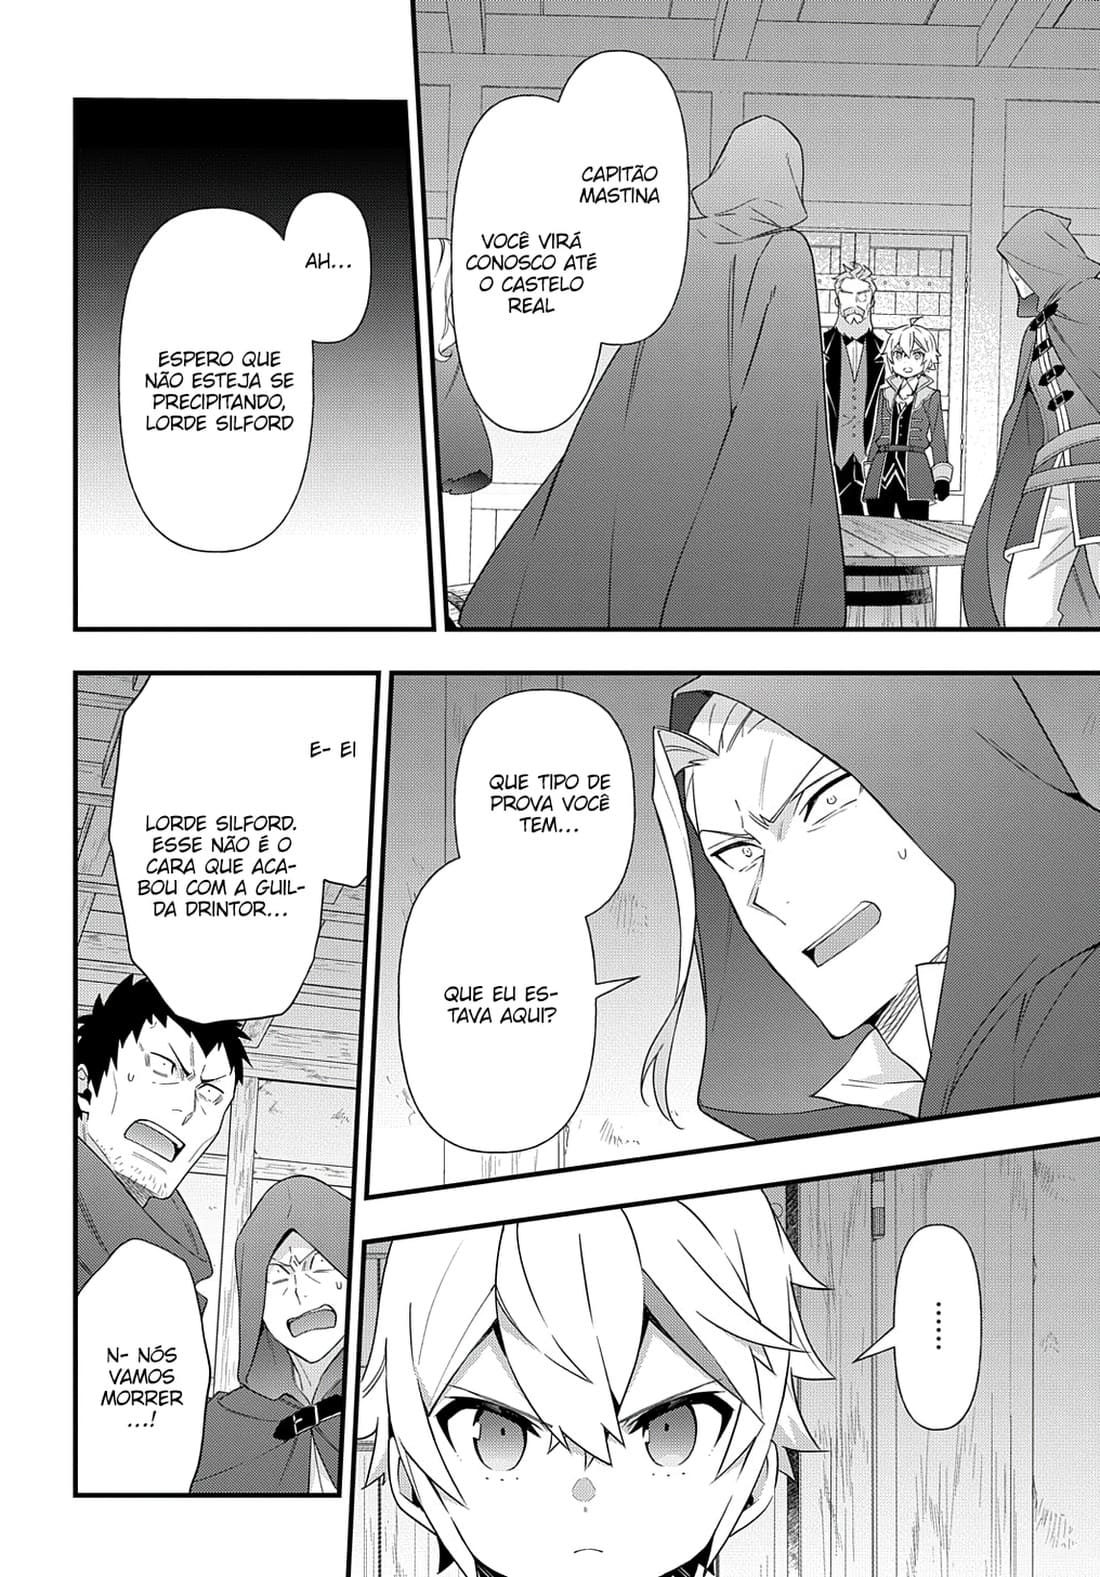 CAPITÃO
MASTINA
VOCÊ VIRÁ
CONOSCO ATÉ
O CASTELO
REAL
AH...
ESPERO QUE
NÃO ESTEJA SE
PRECIPITANDO,
LORDE SILFORD
QUE TIPO DE
PROVA VOCÊ
TEM...
QUE EU ES-
TAVA AQUI?
......
E- EI
LORDE SILFORD.
ESSE NÃO É O
CARA QUE ACA-
BOU COM A GUIL-
DA DRINTOR...
N- NÓS
VAMOS
MORRER
...!